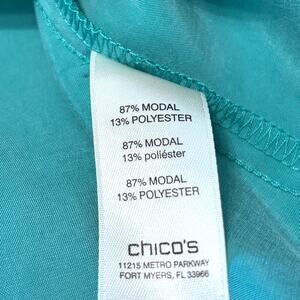 87% MODAL
13% POLYESTER
87% MODAL
13% poliéster
87% MODAL
13% POLYESTER
chico's
11215 METRO PARKWAY
FORT MYERS, FL 33966